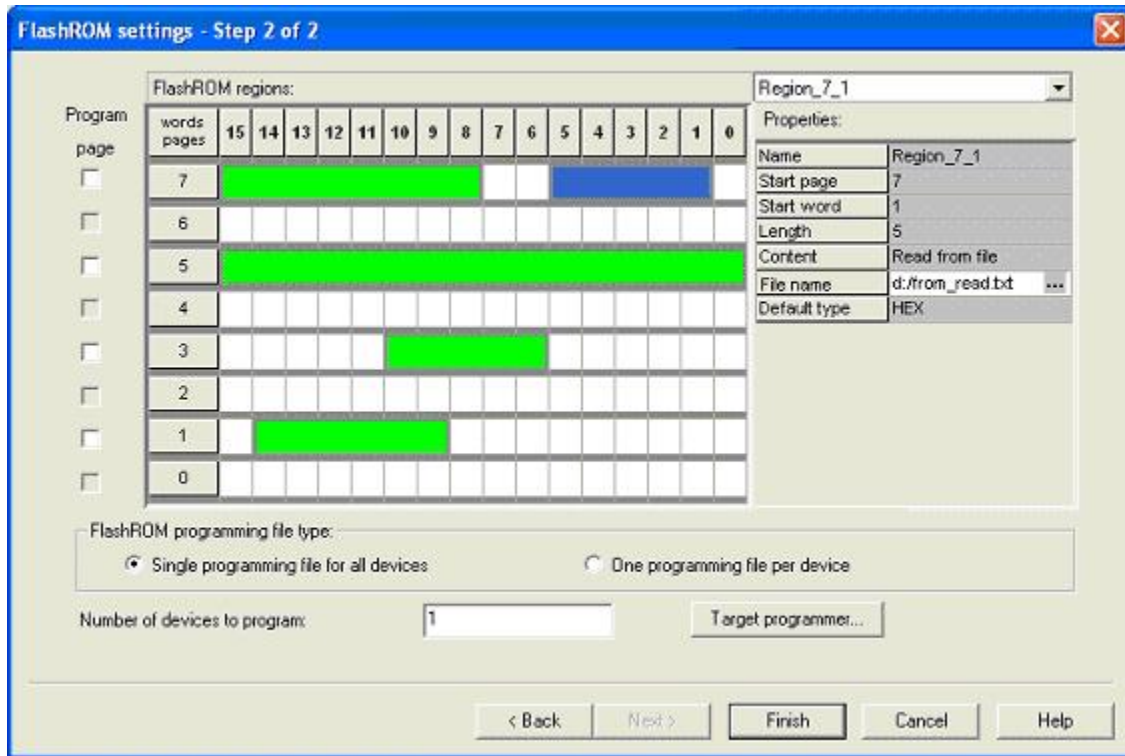 FlashROM settings - Step 2 of 2
FlashROM regions:
Region_7_1
Program
page
words
pages
15 14 13 12 11 10 9 8 7 6 5 4 3 2 1 0
Properties:
7
6
5
4
3
2
1
0
Name Region_7_1
Start page 7
Start word 1
Length 5
Content Read from file
File name d:/from_read.txt ...
Default type HEX
FlashROM programming file type:
Single programming file for all devices One programming file per device
Number of devices to program: 1 Target programmer...
< Back Next > Finish Cancel Help